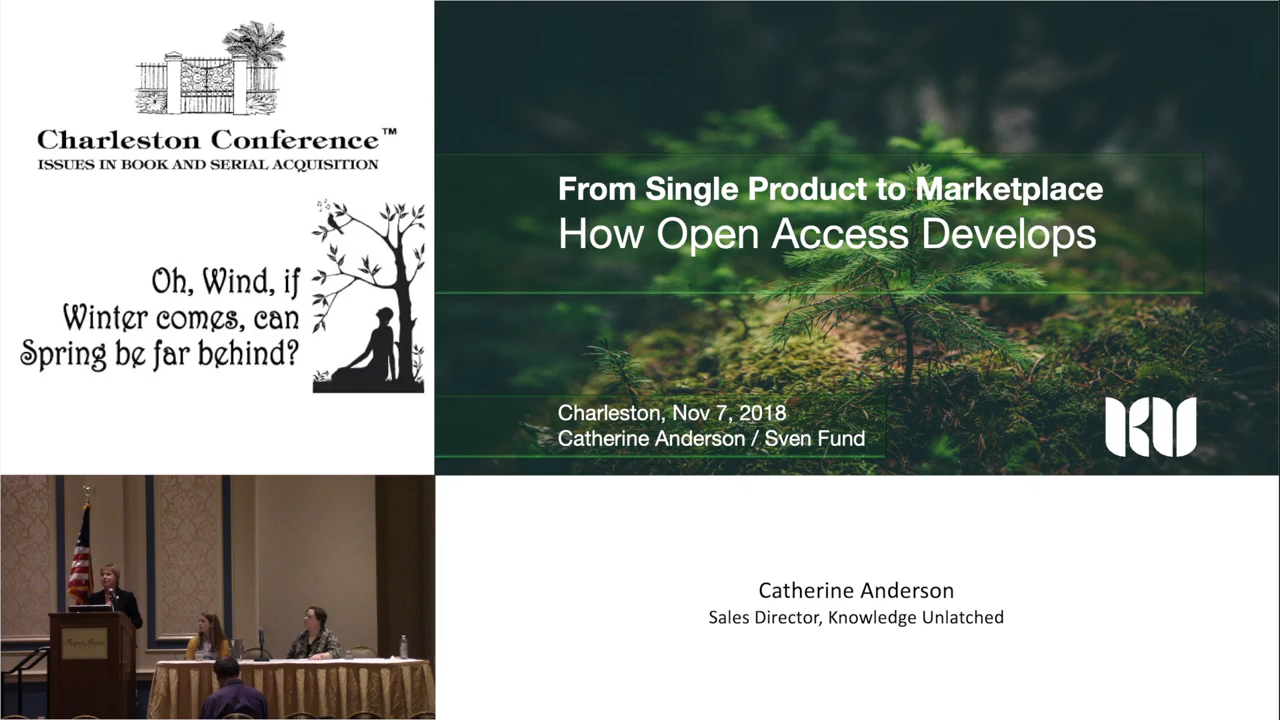 Charleston Conference™
ISSUES IN BOOK AND SERIAL ACQUISITION
Oh, Wind, if
Winter comes, can
Spring be far behind?
From Single Product to Marketplace
How Open Access Develops
Charleston, Nov 7, 2018
Catherine Anderson / Sven Fund
KU
Catherine Anderson
Sales Director, Knowledge Unlatched